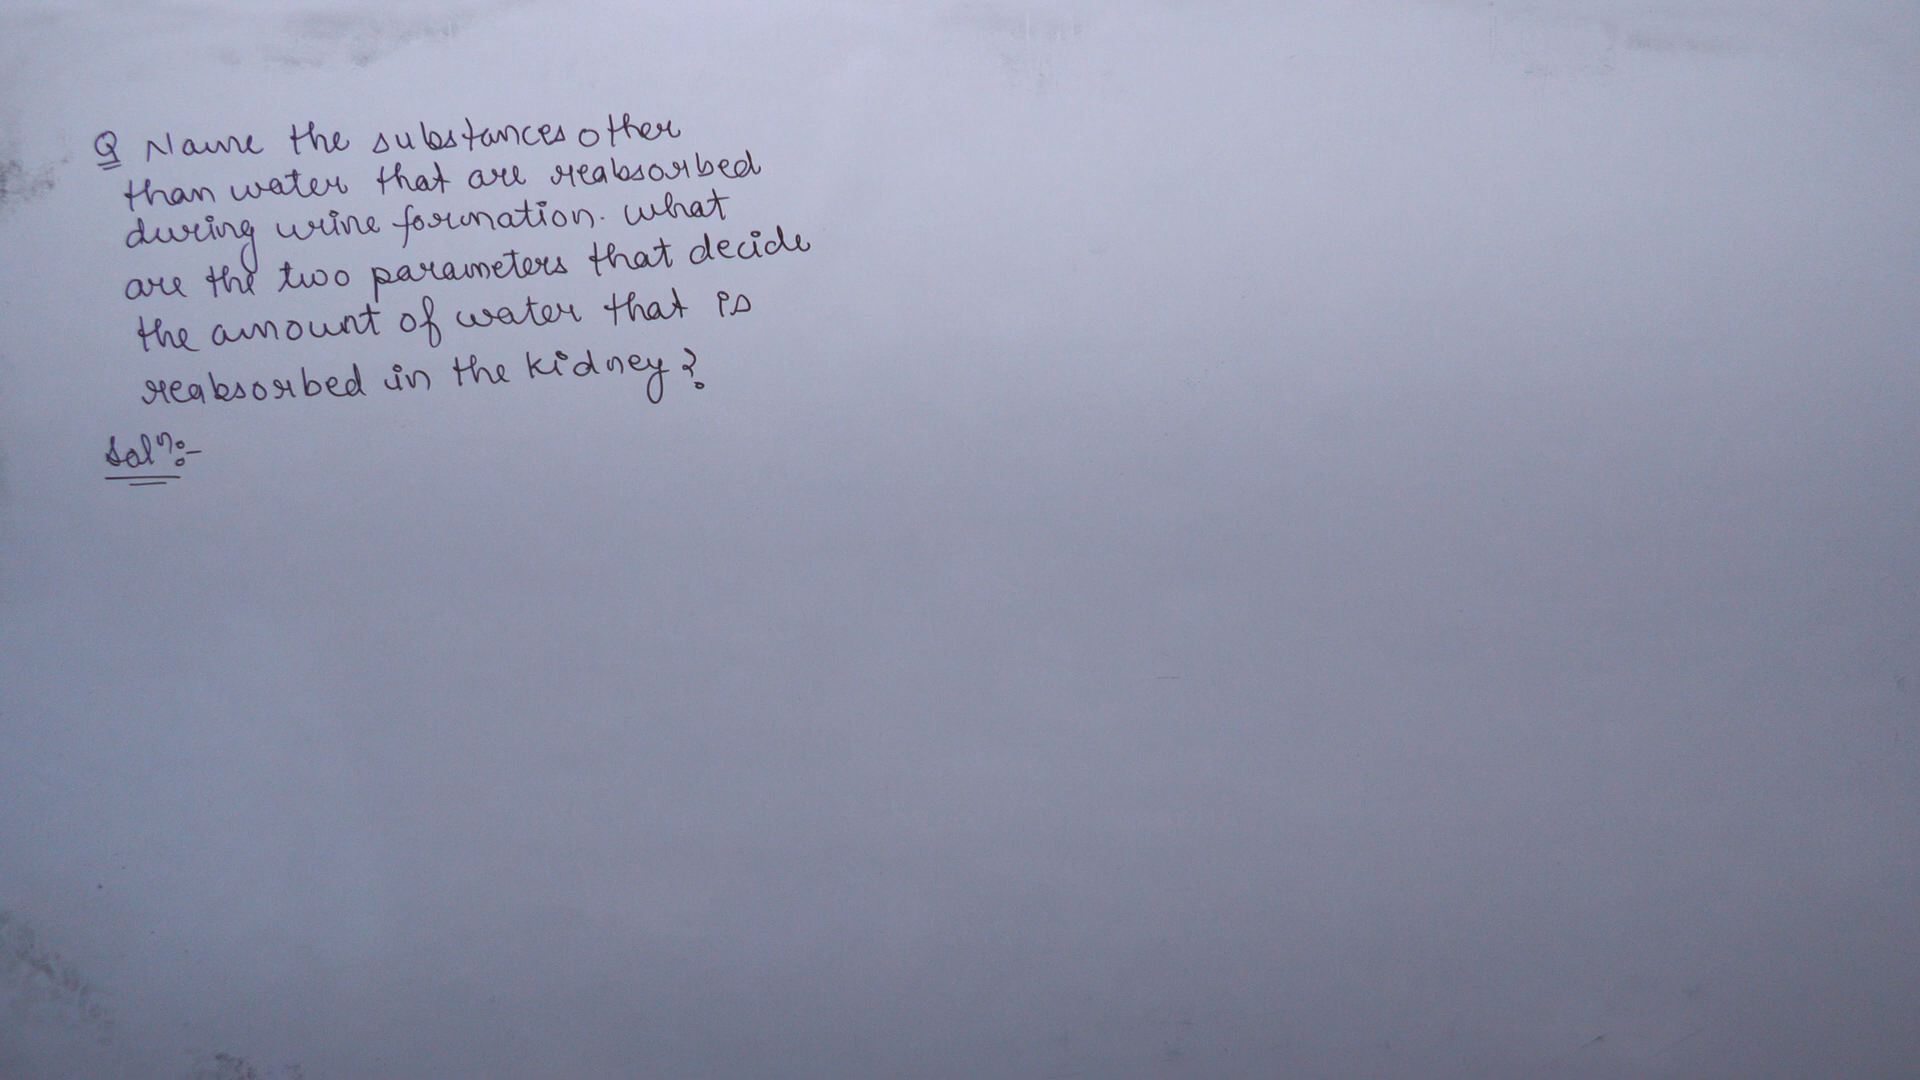 Q Name the substances other
than water that are reabsorbed
during urine formation. What
are the two parameters that decide
the amount of water that is
reabsorbed in the kidney?
Solⁿ:-